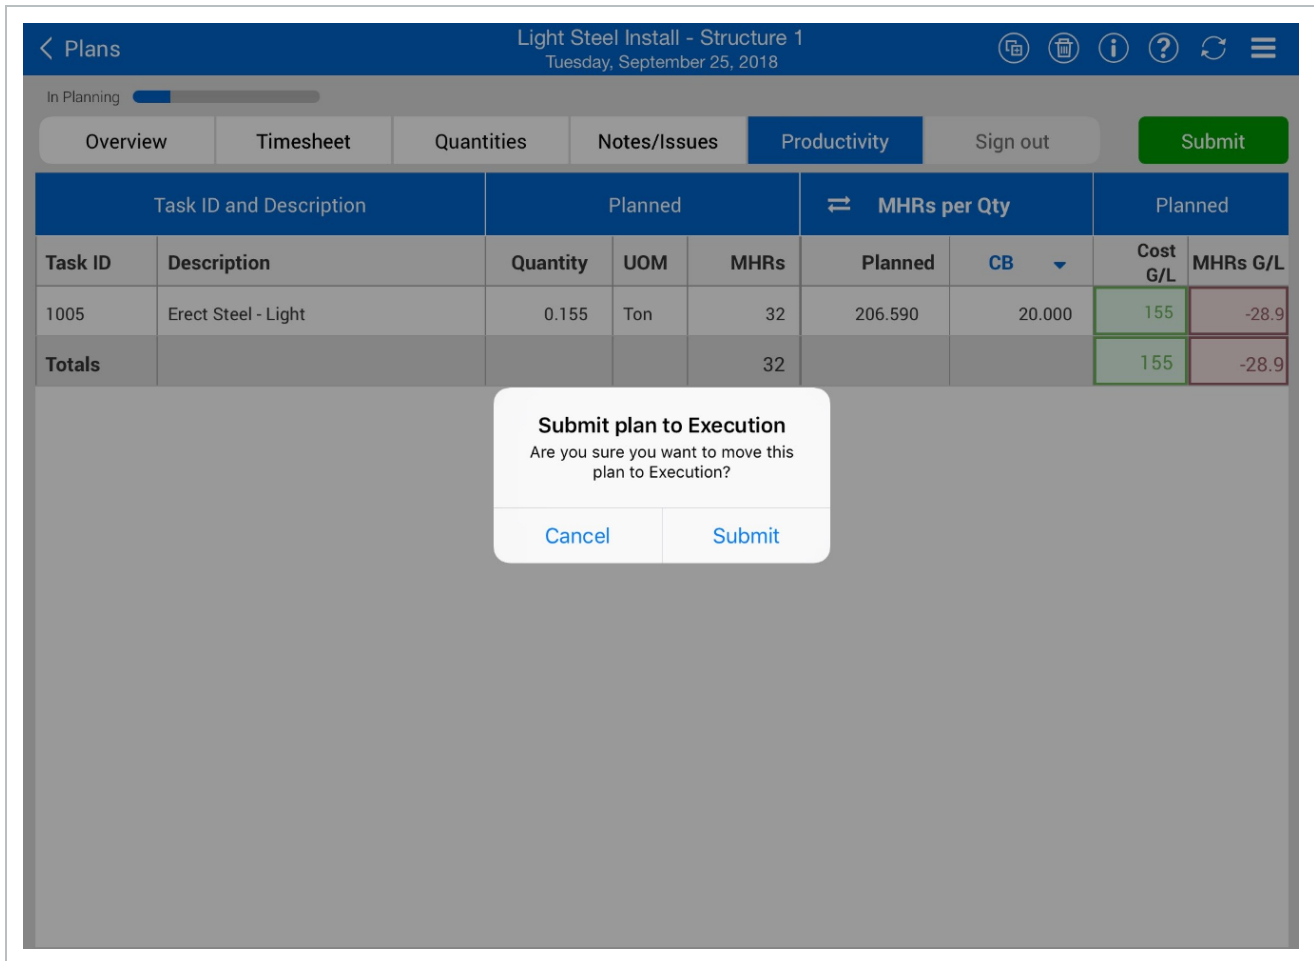 Plans
Light Steel Install - Structure 1
Tuesday, September 25, 2018
In Planning
Overview Timesheet Quantities Notes/Issues Productivity Sign out Submit
Task ID and Description Planned MHRs per Qty Planned
Task ID Description Quantity UOM MHRs Planned CB Cost G/L MHRs G/L
1005 Erect Steel - Light 0.155 Ton 32 206.590 20.000 155 -28.9
Totals 32 155 -28.9
Submit plan to Execution
Are you sure you want to move this
plan to Execution?
Cancel Submit